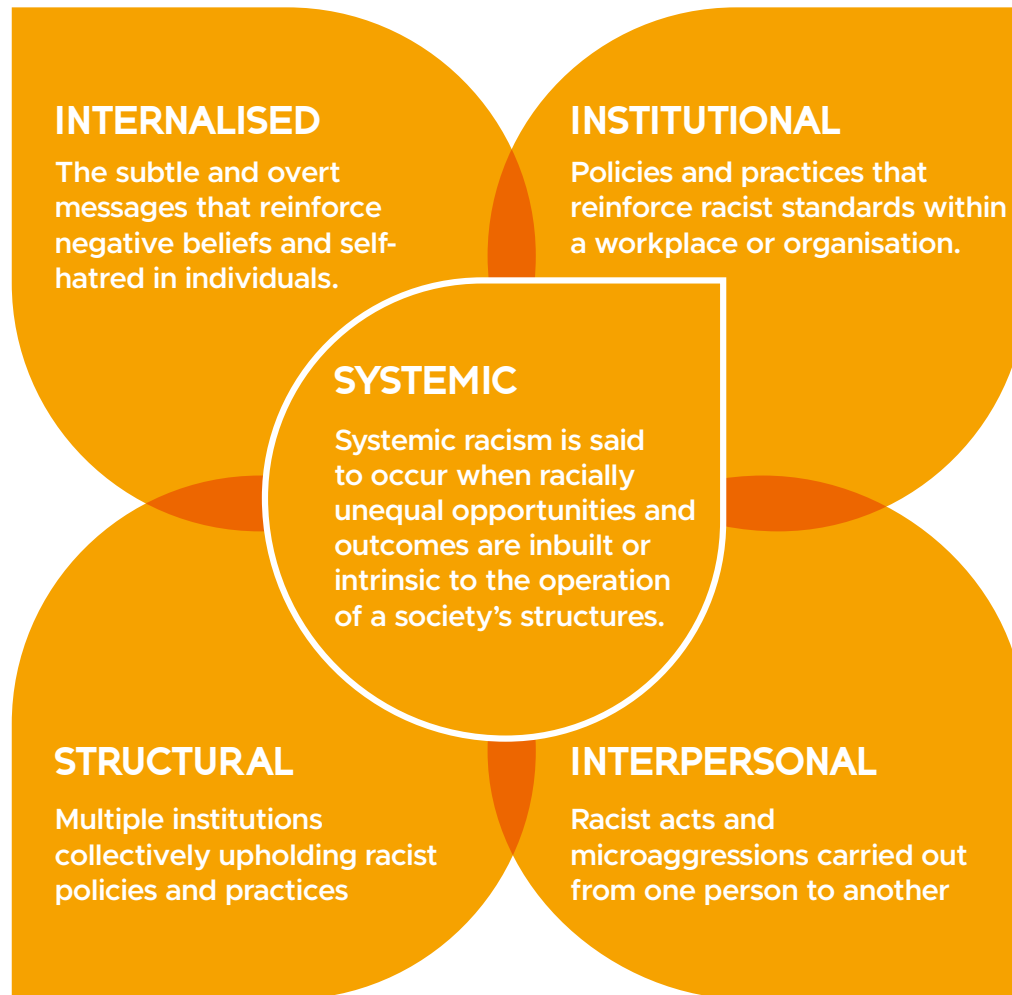 INTERNALISED
The subtle and overt
messages that reinforce
negative beliefs and self-
hatred in individuals.
INSTITUTIONAL
Policies and practices that
reinforce racist standards within
a workplace or organisation.
SYSTEMIC
Systemic racism is said
to occur when racially
unequal opportunities and
outcomes are inbuilt or
intrinsic to the operation
of a society’s structures.
STRUCTURAL
Multiple institutions
collectively upholding racist
policies and practices
INTERPERSONAL
Racist acts and
microaggressions carried out
from one person to another